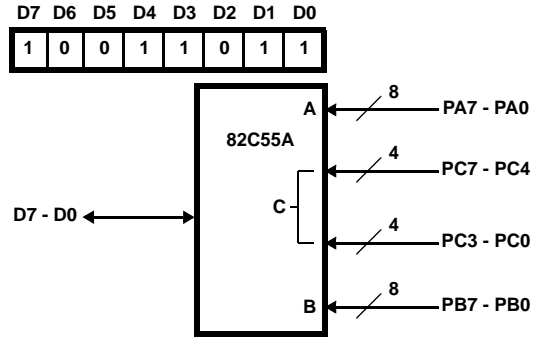 D7 D6 D5 D4 D3 D2 D1 D0
1 0 0 1 1 0 1 1
A 8 PA7 - PA0
82C55A
4 PC7 - PC4
C
D7 - D0
4 PC3 - PC0
B 8 PB7 - PB0